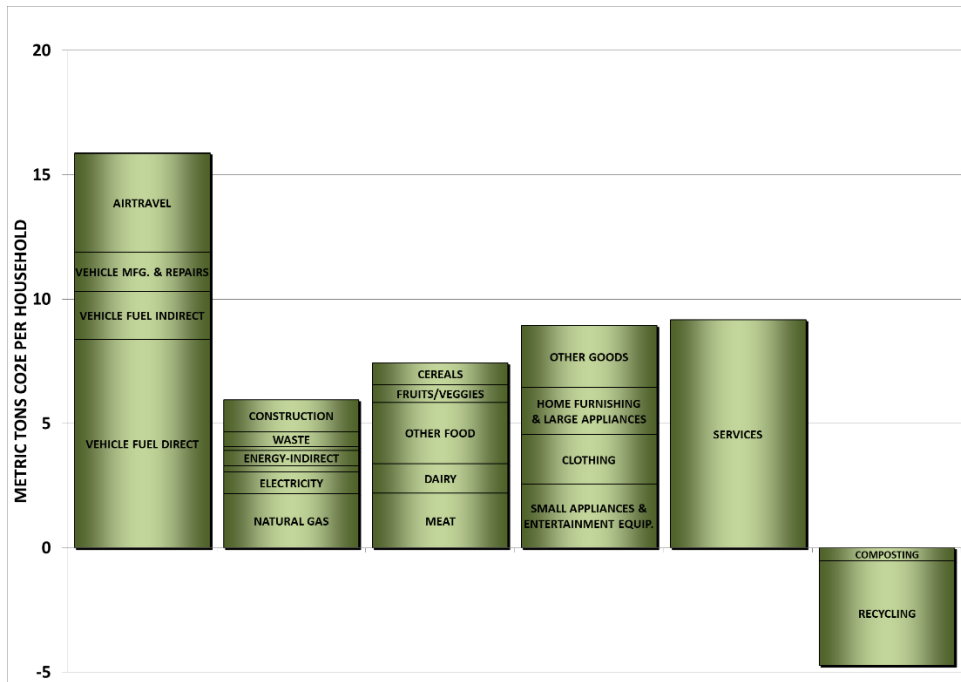 METRIC TONS CO2E PER HOUSEHOLD
20
15
10
5
0
-5
AIRTRAVEL
VEHICLE MFG. & REPAIRS
VEHICLE FUEL INDIRECT
VEHICLE FUEL DIRECT
CONSTRUCTION
WASTE
ENERGY-INDIRECT
ELECTRICITY
NATURAL GAS
CEREALS
FRUITS/VEGGIES
OTHER FOOD
DAIRY
MEAT
OTHER GOODS
HOME FURNISHING
& LARGE APPLIANCES
CLOTHING
SMALL APPLIANCES &
ENTERTAINMENT EQUIP.
SERVICES
COMPOSTING
RECYCLING